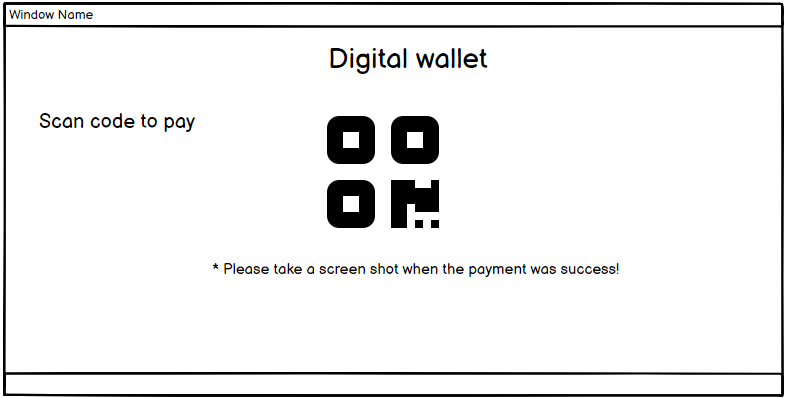 Window Name
Digital wallet
Scan code to pay
* Please take a screen shot when the payment was success!